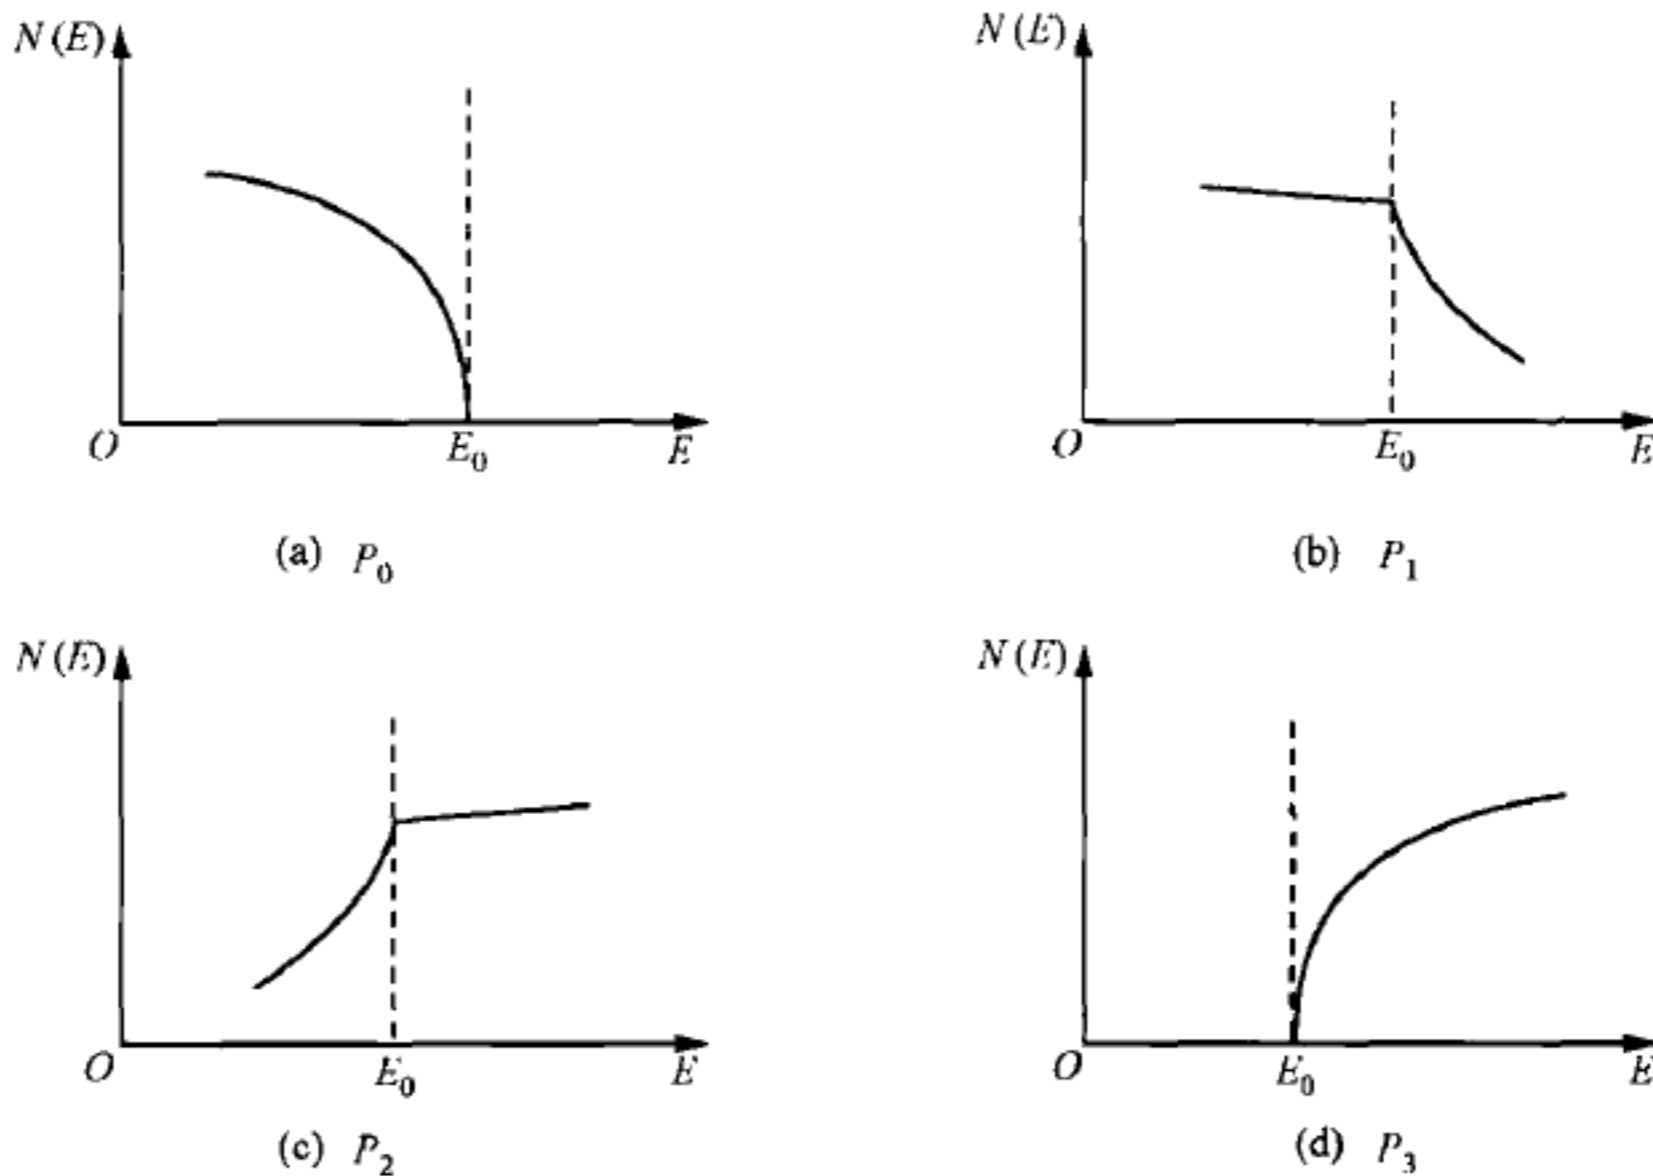 N(E)
N(E)
O
E₀
E
O
E₀
E
(a) P₀
(b) P₁
N(E)
N(E)
O
E₀
E
O
E₀
E
(c) P₂
(d) P₃